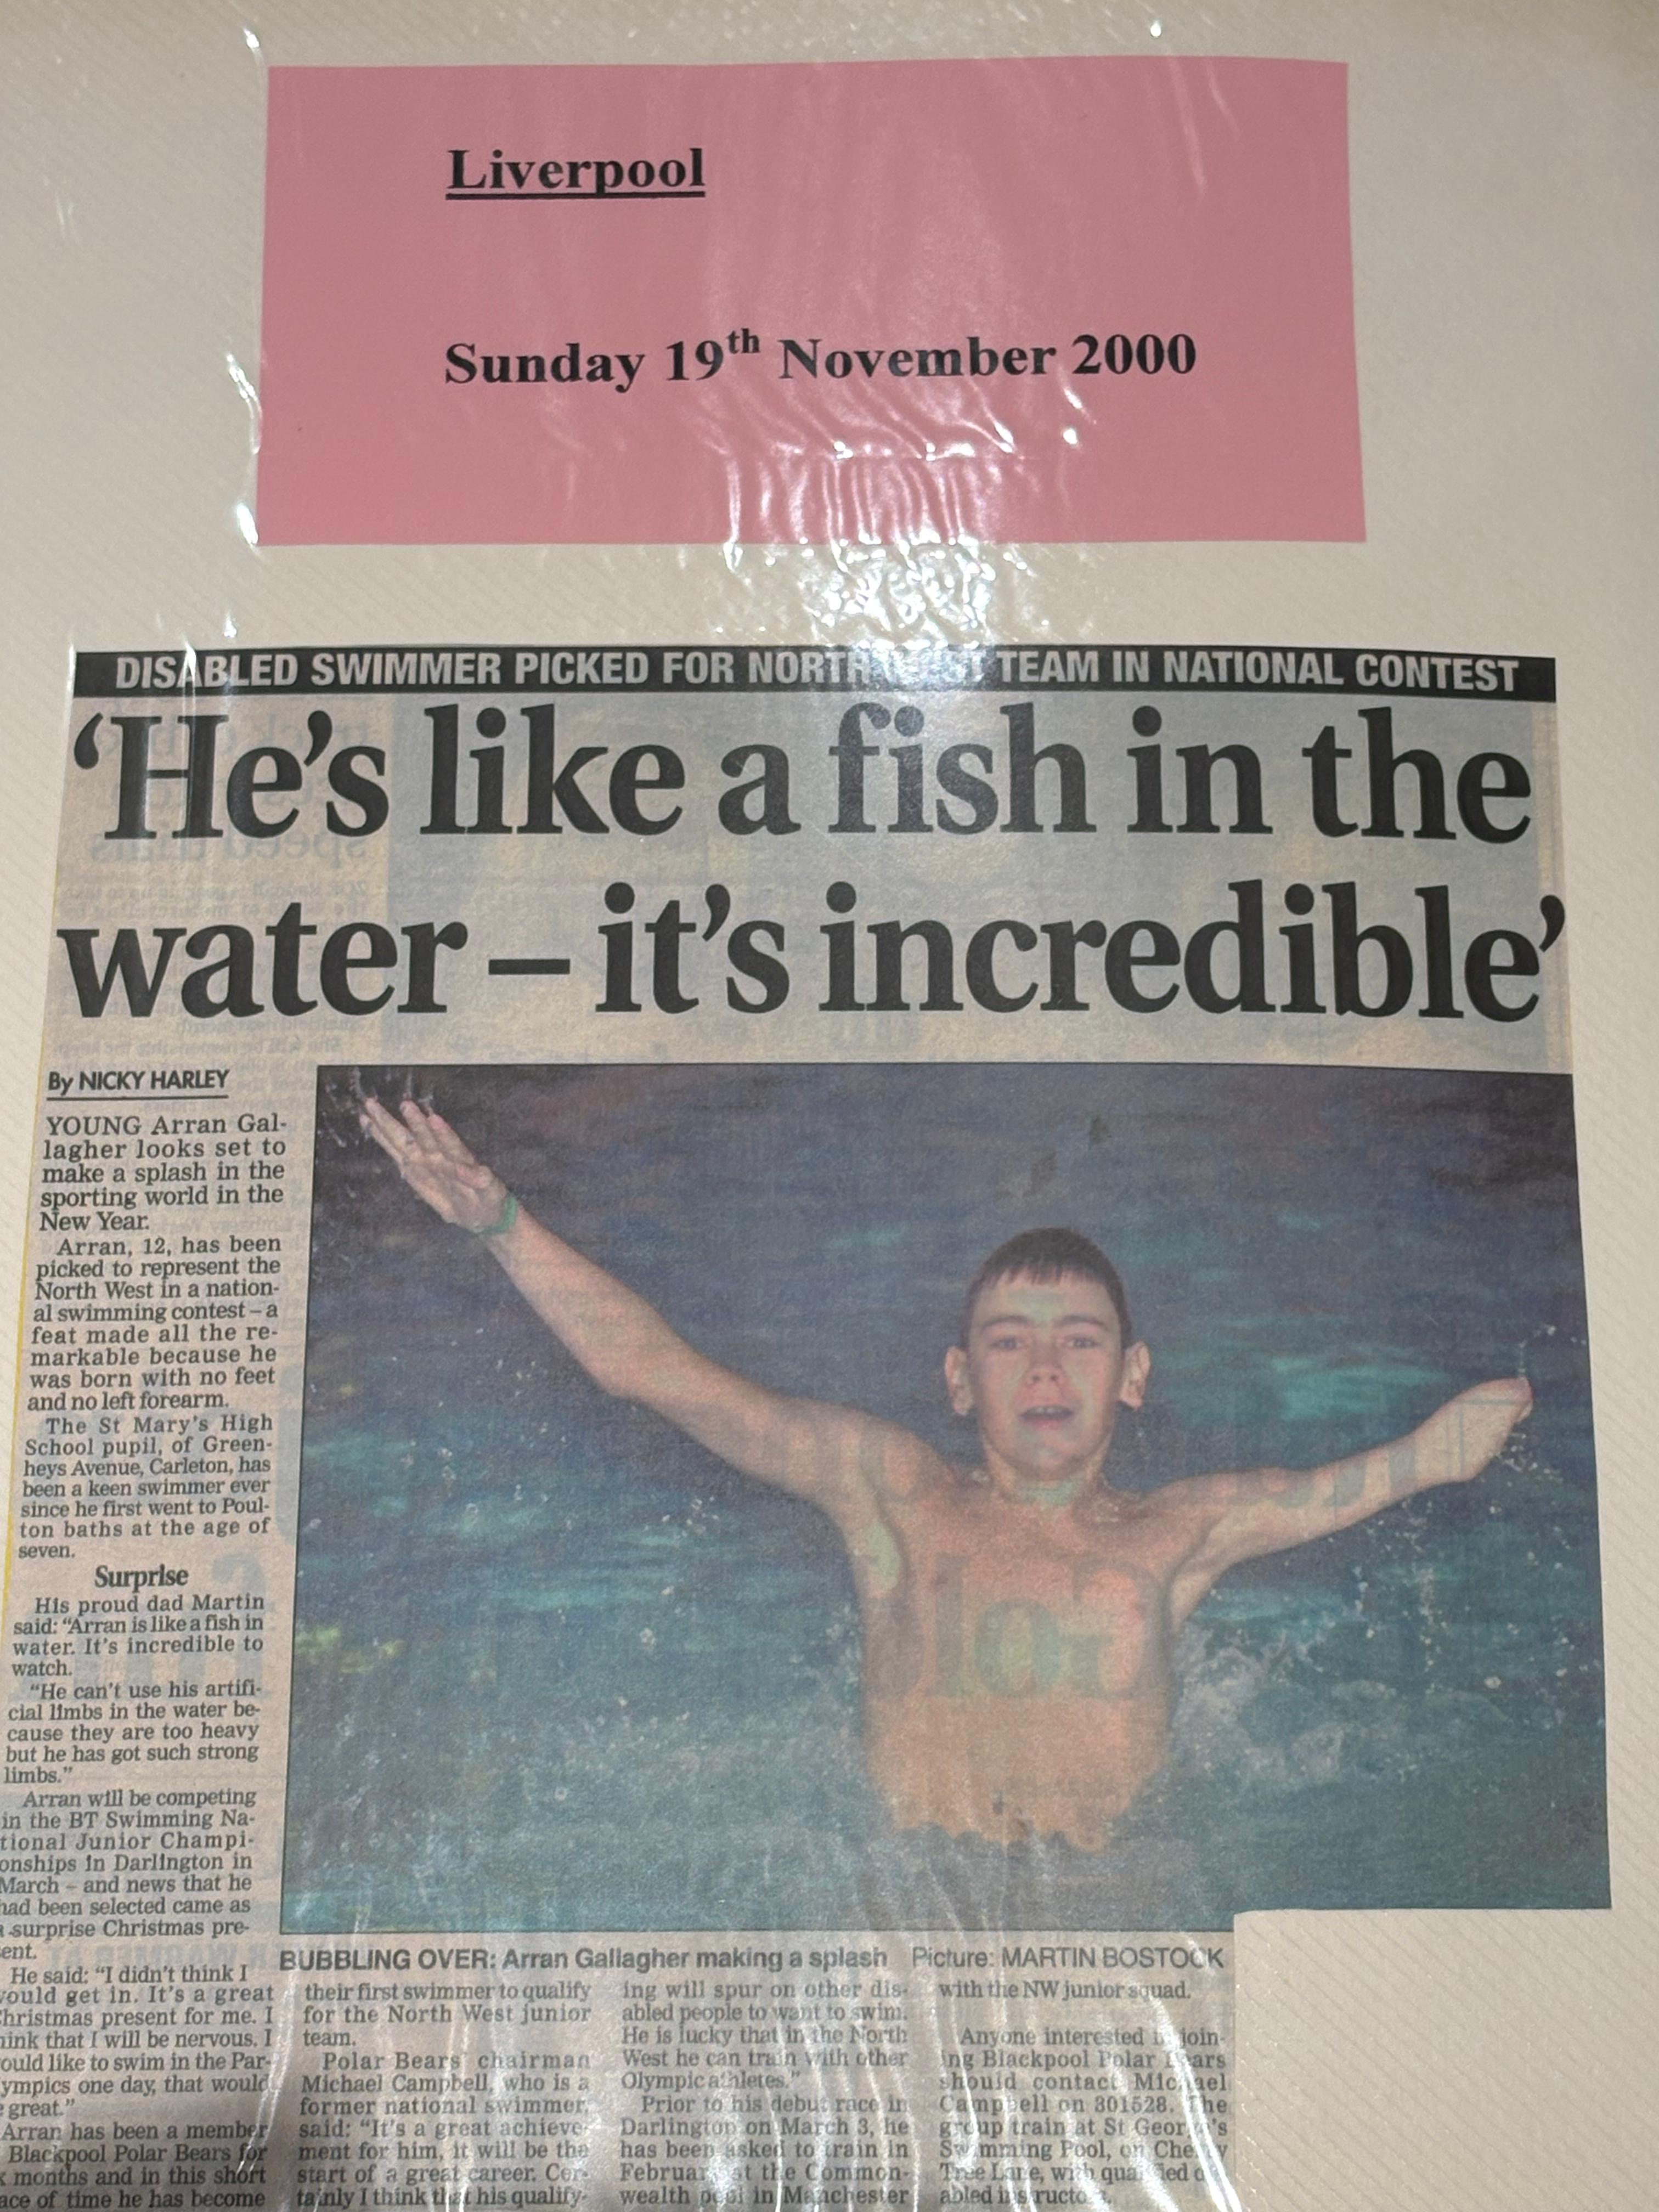 Liverpool
Sunday 19th November 2000
DISABLED SWIMMER PICKED FOR NORTH WEST TEAM IN NATIONAL CONTEST
‘He’s like a fish in the
water – it’s incredible’
By NICKY HARLEY
YOUNG Arran Gal-
lagher looks set to
make a splash in the
sporting world in the
New Year.
Arran, 12, has been
picked to represent the
North West in a nation-
al swimming contest – a
feat made all the re-
markable because he
was born with no feet
and no left forearm.
The St Mary’s High
School pupil, of Green-
heys Avenue, Carleton, has
been a keen swimmer ever
since he first went to Poul-
ton baths at the age of
seven.
Surprise
His proud dad Martin
said: “Arran is like a fish in
water. It’s incredible to
watch.
“He can’t use his artifi-
cial limbs in the water be-
cause they are too heavy
but he has got such strong
limbs.”
Arran will be competing
in the BT Swimming Na-
tional Junior Champi-
onships in Darlington in
March – and news that he
had been selected came as
a surprise Christmas pre-
sent.
He said: “I didn’t think I
would get in. It’s a great
Christmas present for me. I
think that I will be nervous. I
would like to swim in the Par-
alympics one day, that would
be great.”
Arran has been a member
Blackpool Polar Bears for
months and in this short
space of time he has become
BUBBLING OVER: Arran Gallagher making a splash Picture: MARTIN BOSTOCK
their first swimmer to qualify
for the North West junior
team.
Polar Bears’ chairman
Michael Campbell, who is a
former national swimmer,
said: “It’s a great achieve-
ment for him, it will be the
start of a great career. Cer-
tainly I think that his qualify-
ing will spur on other dis-
abled people to want to swim.
He is lucky that in the North
West he can train with other
Olympic athletes.”
Prior to his debut race in
Darlington on March 3, he
has been asked to train in
February at the Common-
wealth pool in Manchester
with the NW junior squad.
Anyone interested in join-
ing Blackpool Polar Bears
should contact Michael
Campbell on 301528. The
group train at St George’s
Swimming Pool, on Cherry
Tree Lane, with qualified dis-
abled instructors.